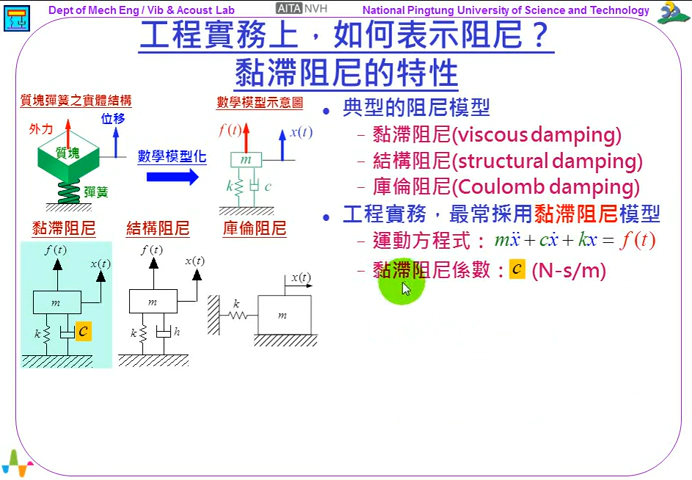 Dept of Mech Eng / Vib & Acoust Lab
AITA NVH
National Pingtung University of Science and Technology
工程實務上，如何表示阻尼？
黏滯阻尼的特性
質塊彈簧之實體結構
外力
位移
質塊
彈簧
數學模型化
數學模型示意圖
f(t)
x(t)
m
k
c
黏滯阻尼
f(t)
x(t)
m
k
c
結構阻尼
f(t)
x(t)
m
k
h
庫倫阻尼
x(t)
k
m
• 典型的阻尼模型
– 黏滯阻尼(viscous damping)
– 結構阻尼(structural damping)
– 庫倫阻尼(Coulomb damping)
• 工程實務，最常採用黏滯阻尼模型
– 運動方程式：mẍ + cẋ + kx = f(t)
– 黏滯阻尼係數：c (N-s/m)